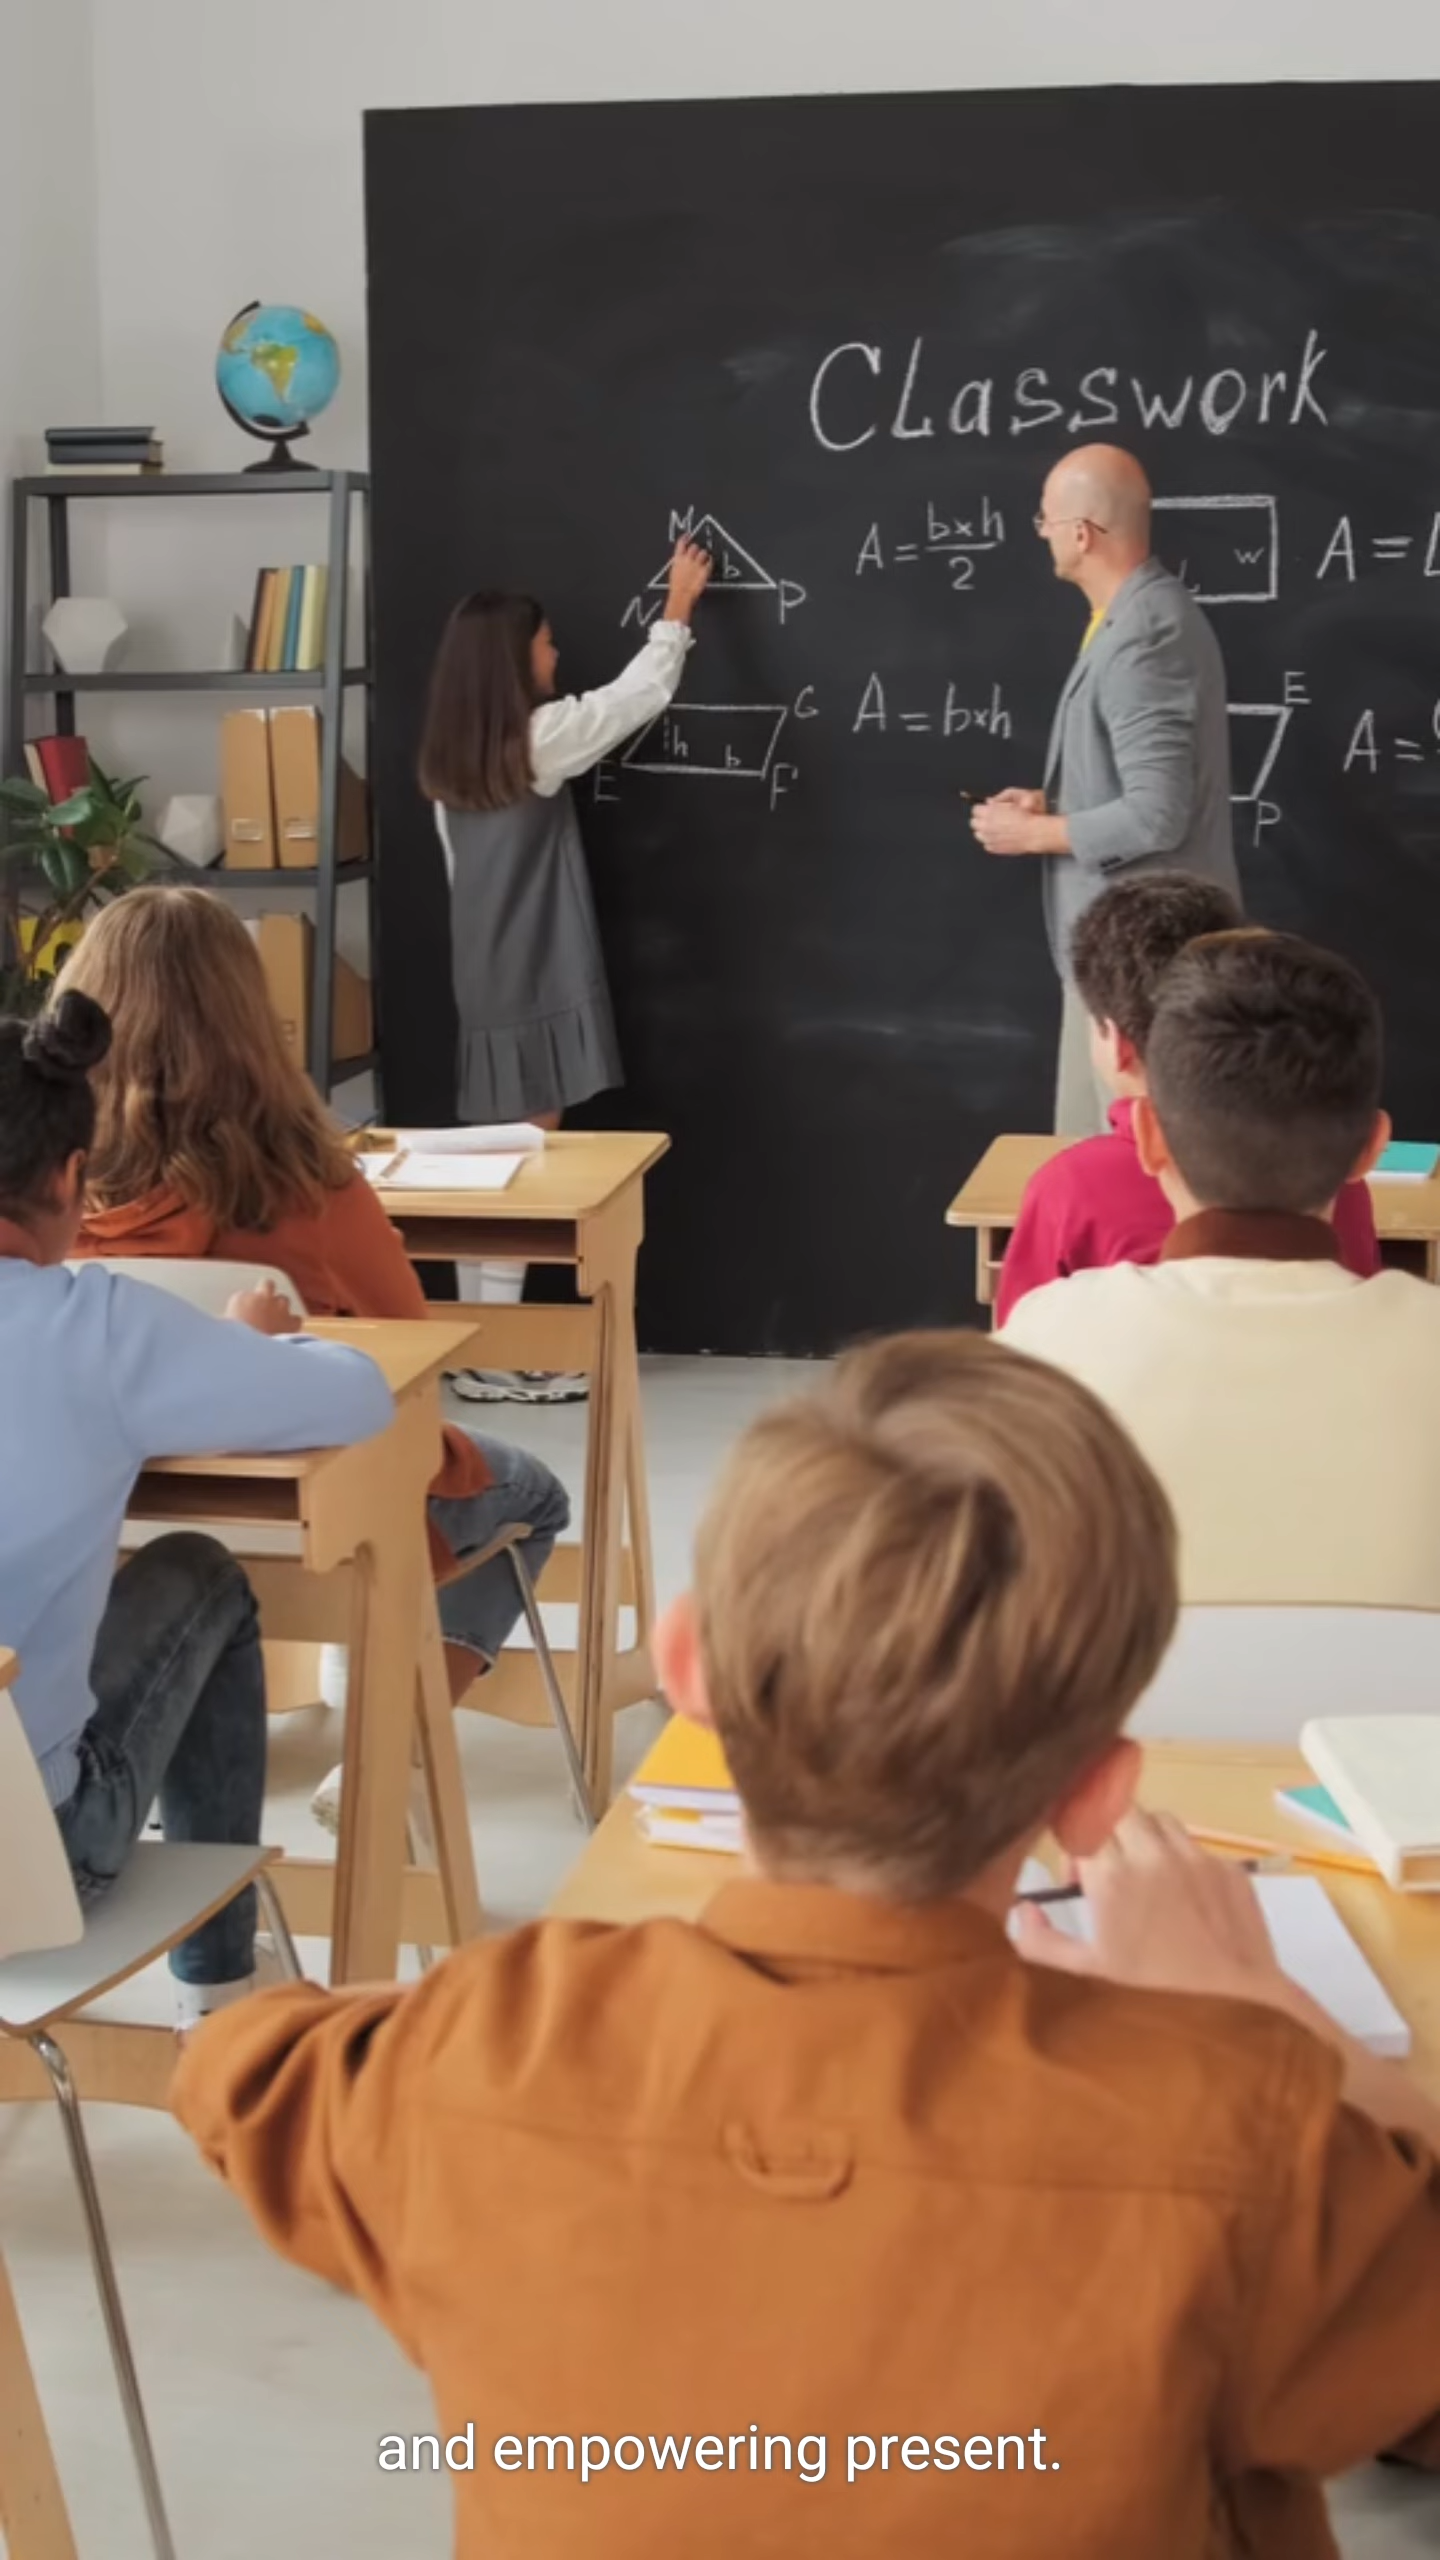 CLasswork
M
b
N P
A = b×h/2
L w
A = L
G
h b
E F
A = b×h
E
P
A =
and empowering present.